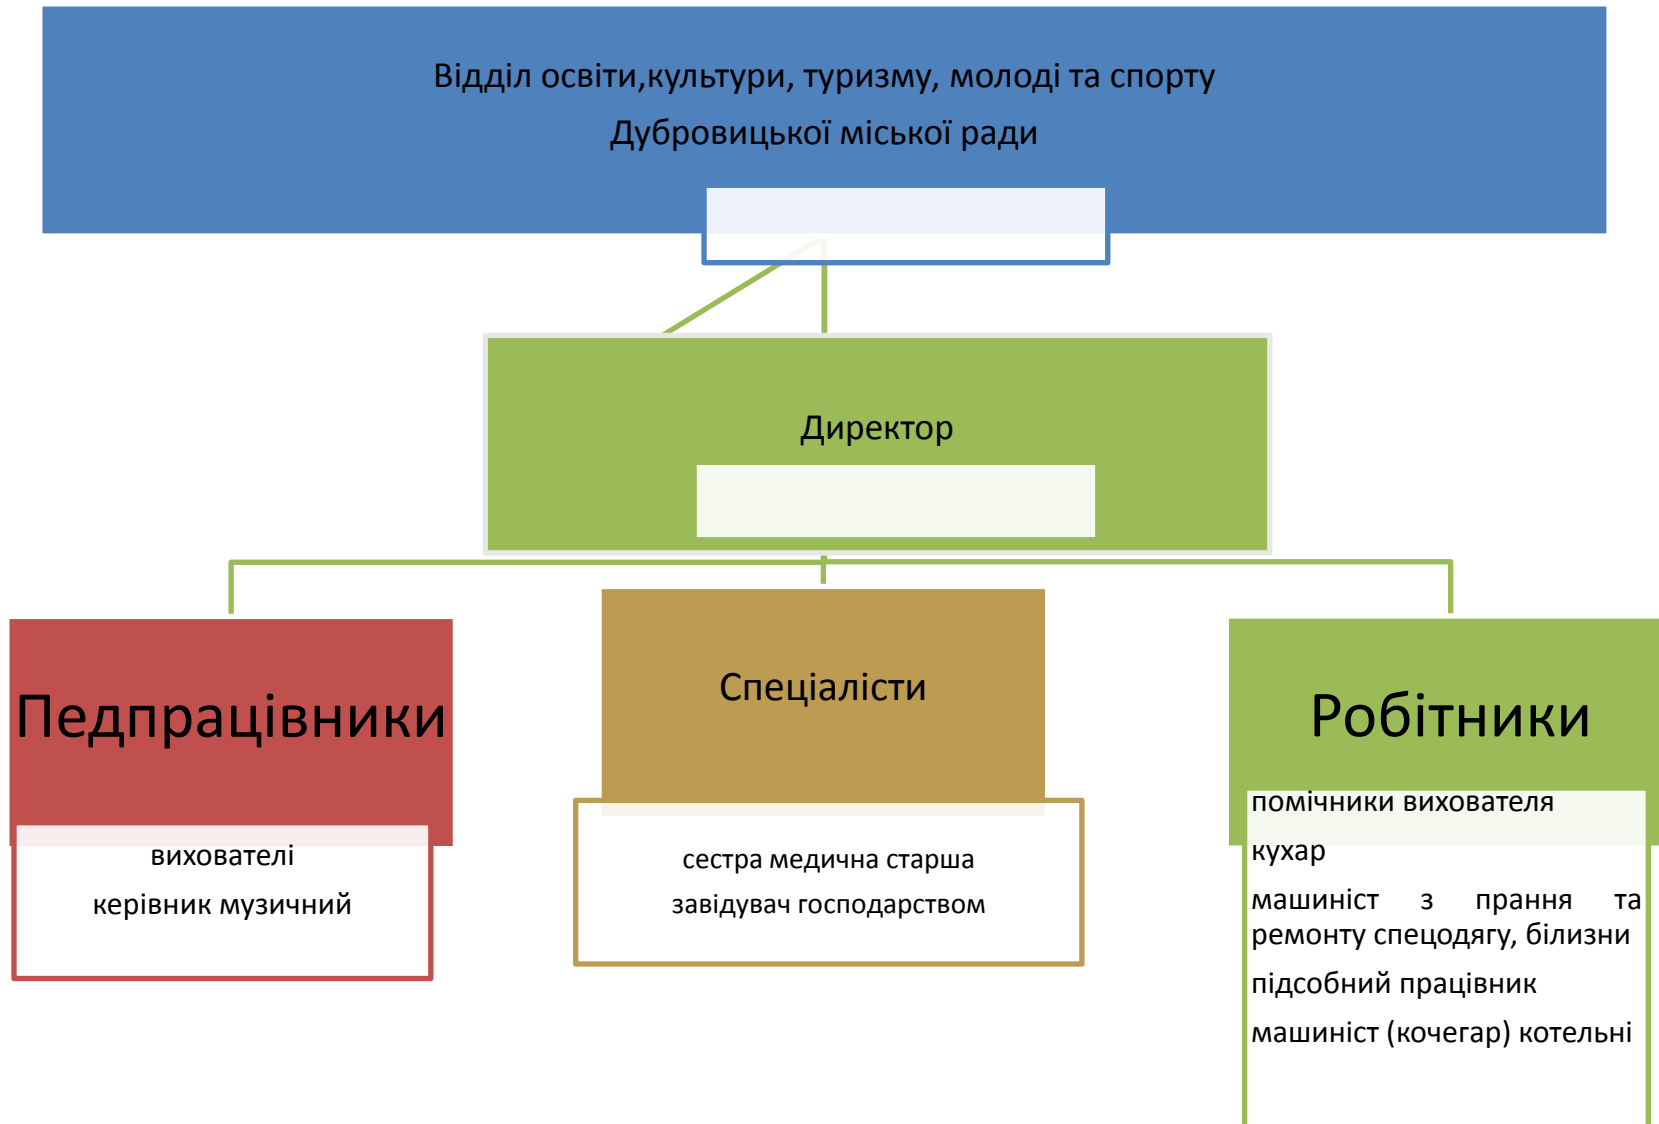 Відділ освіти,культури, туризму, молоді та спорту
Дубровицької міської ради
Директор
Педпрацівники
вихователі
керівник музичний
Спеціалісти
сестра медична старша
завідувач господарством
Робітники
помічники вихователя
кухар
машиніст з прання та
ремонту спецодягу, білизни
підсобний працівник
машиніст (кочегар) котельні